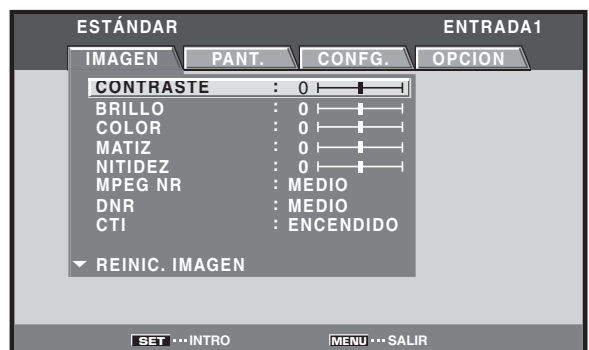 ESTÁNDAR ENTRADA1
IMAGEN PANT. CONFG. OPCION
CONTRASTE : 0
BRILLO : 0
COLOR : 0
MATIZ : 0
NITIDEZ : 0
MPEG NR : MEDIO
DNR : MEDIO
CTI : ENCENDIDO
REINIC. IMAGEN
SET ••• INTRO MENU ••• SALIR